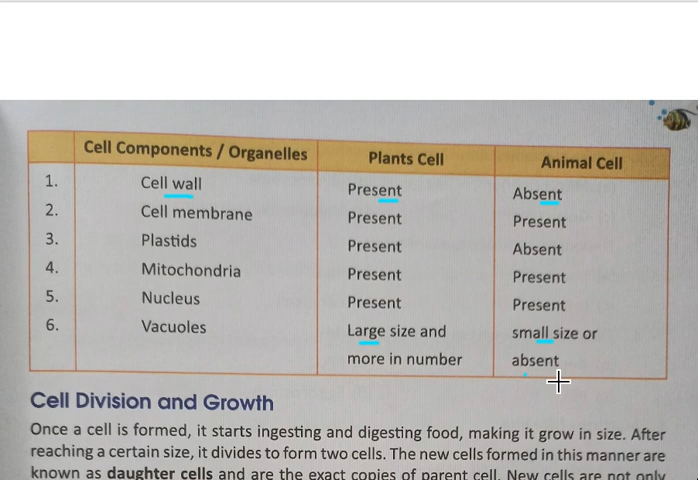 Cell Components / Organelles Plants Cell Animal Cell
1. Cell wall Present Absent
2. Cell membrane Present Present
3. Plastids Present Absent
4. Mitochondria Present Present
5. Nucleus Present Present
6. Vacuoles Large size and small size or
more in number absent
Cell Division and Growth
Once a cell is formed, it starts ingesting and digesting food, making it grow in size. After
reaching a certain size, it divides to form two cells. The new cells formed in this manner are
known as daughter cells and are the exact copies of parent cell. New cells are not only